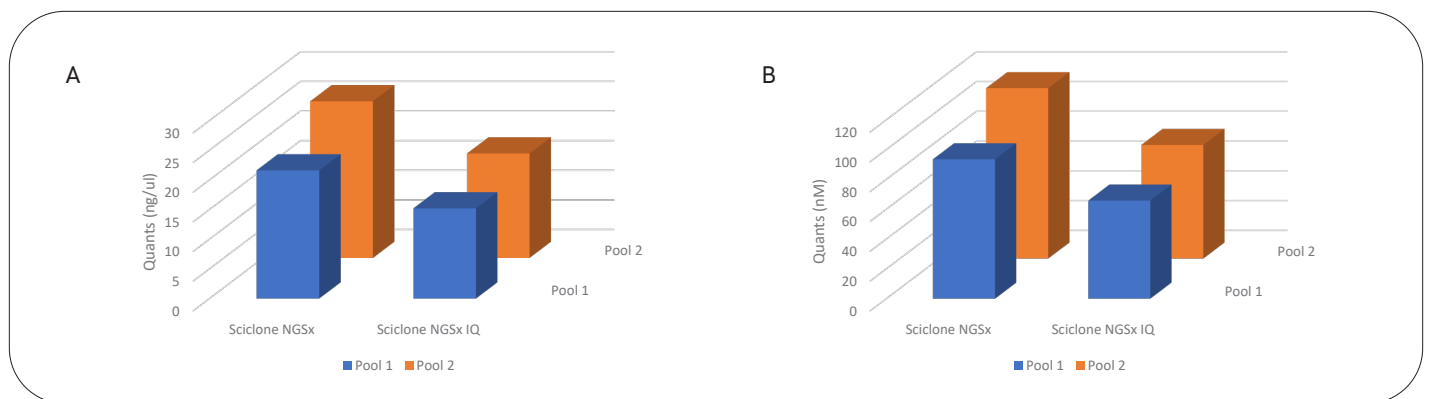 A
Quants (ng/ul)
30
25
20
15
10
5
0
Sciclone NGSx
Sciclone NGSx IQ
Pool 1
Pool 2
Pool 1
Pool 2
B
Quants (nM)
120
100
80
60
40
20
0
Sciclone NGSx
Sciclone NGSx IQ
Pool 1
Pool 2
Pool 1
Pool 2